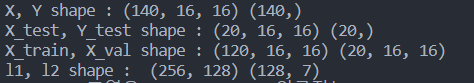 X, Y shape : (140, 16, 16) (140,)
X_test, Y_test shape : (20, 16, 16) (20,)
X_train, X_val shape : (120, 16, 16) (20, 16, 16)
l1, l2 shape :  (256, 128) (128, 7)